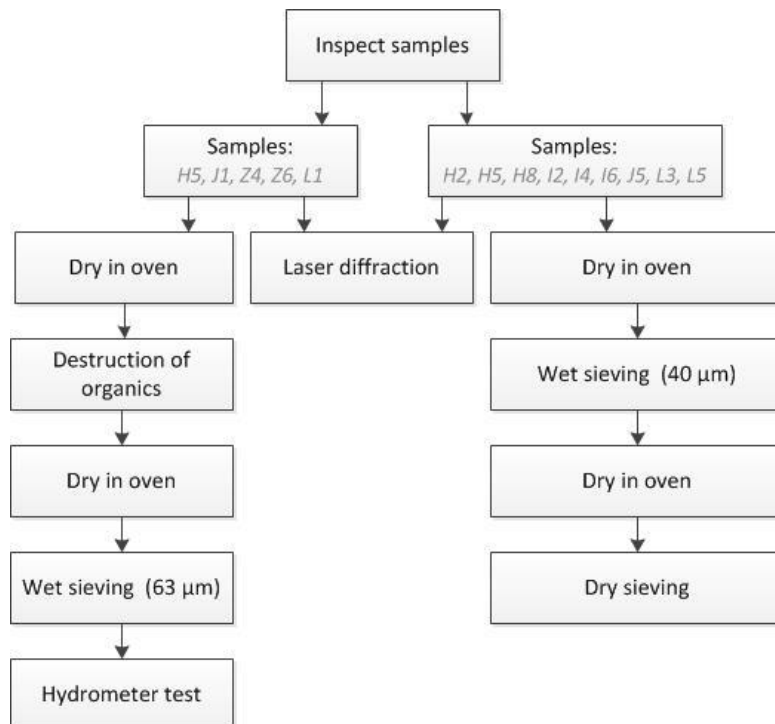 Inspect samples
Samples:
H5, J1, Z4, Z6, L1
Samples:
H2, H5, H8, I2, I4, I6, J5, L3, L5
Dry in oven
Laser diffraction
Dry in oven
Destruction of
organics
Wet sieving (40 µm)
Dry in oven
Dry in oven
Wet sieving (63 µm)
Dry sieving
Hydrometer test